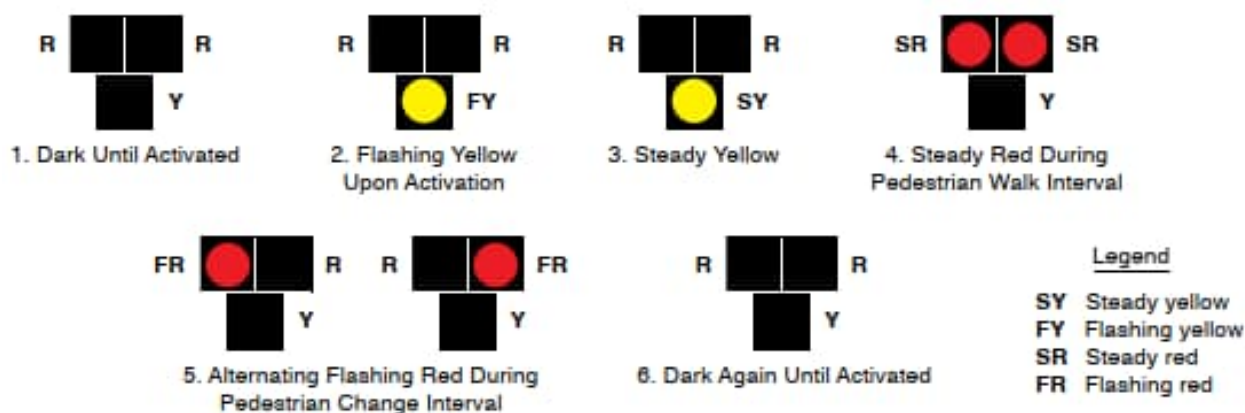 R R
Y
1. Dark Until Activated
R R
FY
2. Flashing Yellow
Upon Activation
R R
SY
3. Steady Yellow
SR SR
Y
4. Steady Red During
Pedestrian Walk Interval
FR R R FR
Y Y
5. Alternating Flashing Red During
Pedestrian Change Interval
R R
Y
6. Dark Again Until Activated
Legend
SY Steady yellow
FY Flashing yellow
SR Steady red
FR Flashing red